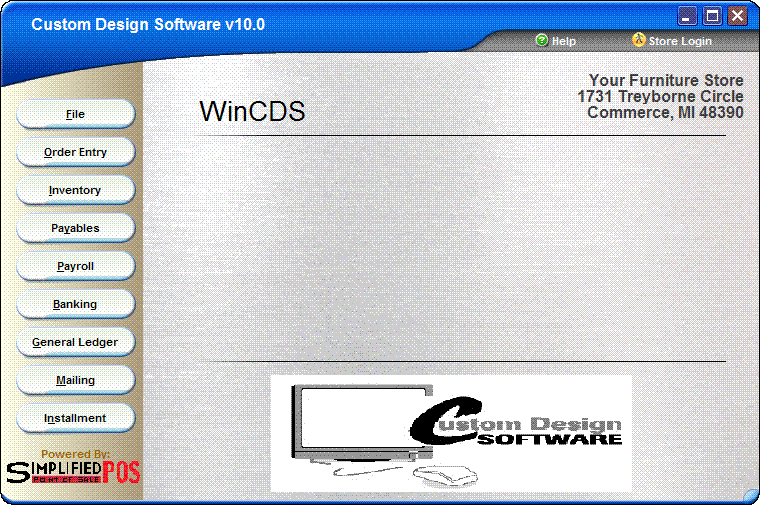 Custom Design Software v10.0
Help
Store Login
Your Furniture Store
1731 Treyborne Circle
Commerce, MI 48390
WinCDS
File
Order Entry
Inventory
Payables
Payroll
Banking
General Ledger
Mailing
Installment
Powered By:
SIMPLIFIED POS
POINT OF SALE
Custom Design
SOFTWARE